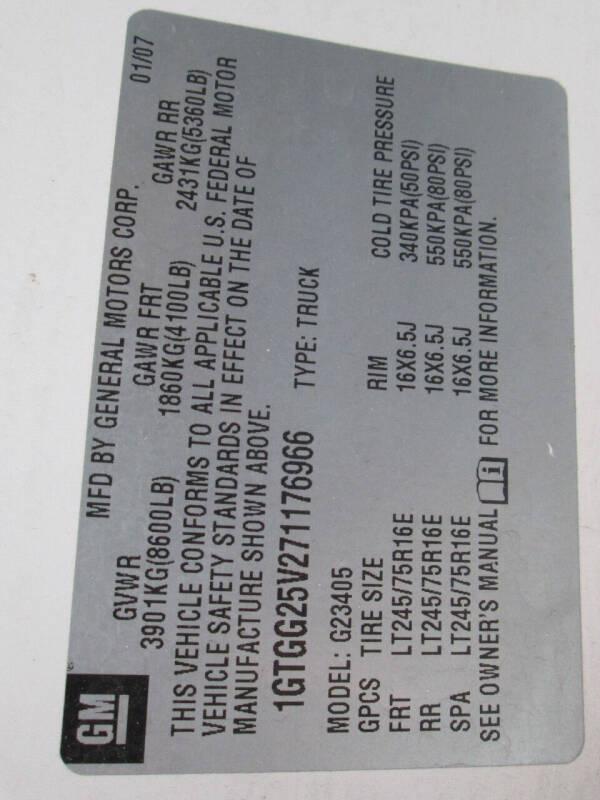 GM
MFD BY GENERAL MOTORS CORP. 01/07
GVWR GAWR FRT GAWR RR
3901KG(8600LB) 1860KG(4100LB) 2431KG(5360LB)
THIS VEHICLE CONFORMS TO ALL APPLICABLE U.S. FEDERAL MOTOR
VEHICLE SAFETY STANDARDS IN EFFECT ON THE DATE OF
MANUFACTURE SHOWN ABOVE.
1GTGG25V271176966 TYPE: TRUCK
MODEL: G23405
GPCS TIRE SIZE RIM COLD TIRE PRESSURE
FRT LT245/75R16E 16X6.5J 340KPA(50PSI)
RR LT245/75R16E 16X6.5J 550KPA(80PSI)
SPA LT245/75R16E 16X6.5J 550KPA(80PSI)
SEE OWNER'S MANUAL i FOR MORE INFORMATION.